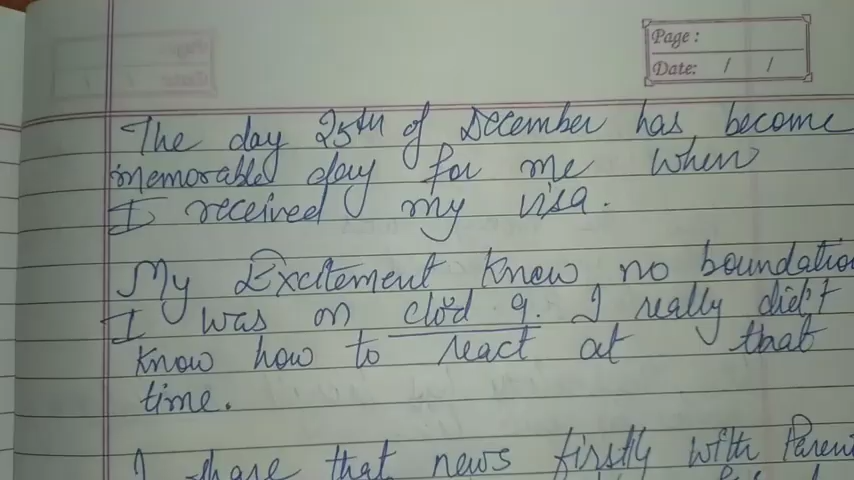 Page :
Date: / /
The day 25th of December has become
memorable day for me when
I received my visa.
My Excitement knew no boundation
I was on cloud 9. I really didn't
know how to react at that
time.
I share that news firstly with Parent